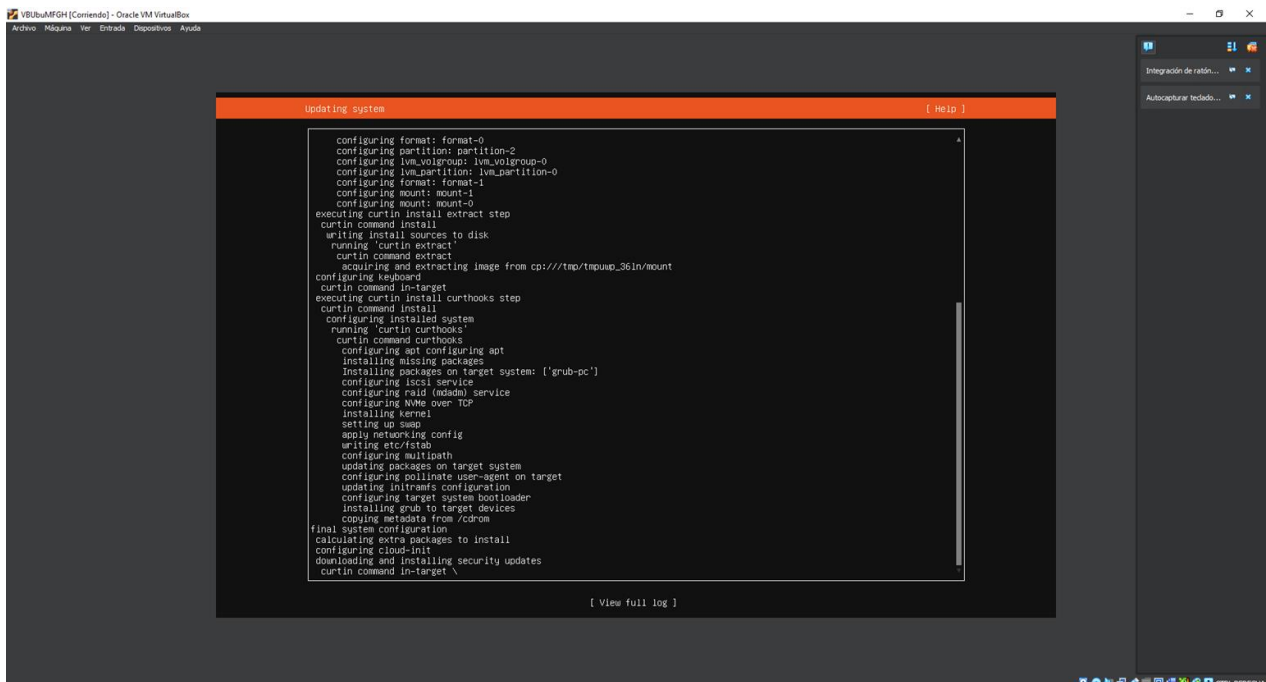 VBUbuMFGH [Corriendo] - Oracle VM VirtualBox
Archivo Máquina Ver Entrada Dispositivos Ayuda
Integración de ratón...
Autocapturar teclado...
Updating system [ Help ]
configuring format: format-0
configuring partition: partition-2
configuring lvm_volgroup: lvm_volgroup-0
configuring lvm_partition: lvm_partition-0
configuring format: format-1
configuring mount: mount-1
configuring mount: mount-0
executing curtin install extract step
curtin command install
writing install sources to disk
running 'curtin extract'
curtin command extract
acquiring and extracting image from cp:///tmp/tmpuwp_36ln/mount
configuring keyboard
curtin command in-target
executing curtin install curthooks step
curtin command install
configuring installed system
running 'curtin curthooks'
curtin command curthooks
configuring apt configuring apt
installing missing packages
Installing packages on target system: ['grub-pc']
configuring iscsi service
configuring raid (mdadm) service
configuring NVMe over TCP
installing kernel
setting up swap
apply networking config
writing etc/fstab
configuring multipath
updating packages on target system
configuring pollinate user-agent on target
updating initramfs configuration
configuring target system bootloader
installing grub to target devices
copying metadata from /cdrom
final system configuration
calculating extra packages to install
configuring cloud-init
downloading and installing security updates
curtin command in-target \
[ View full log ]